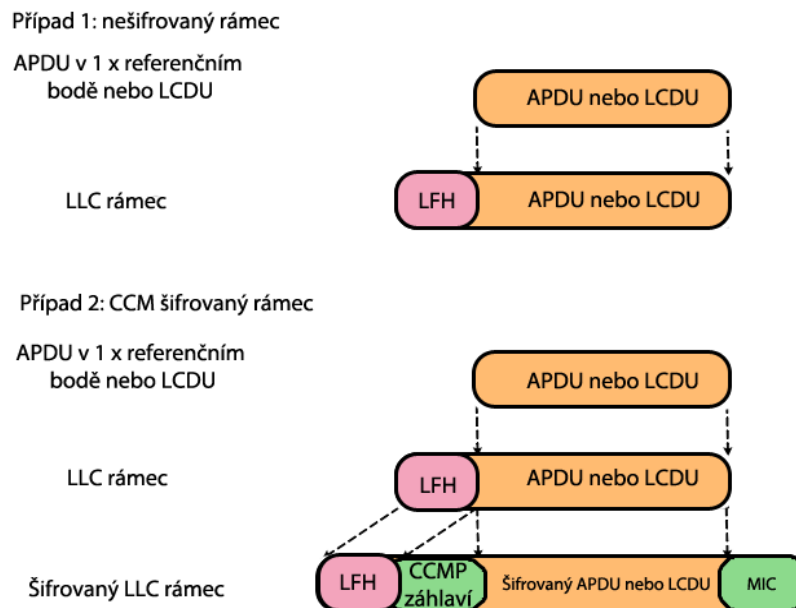 Případ 1: nešifrovaný rámec
APDU v 1 x referenčním
bodě nebo LCDU
APDU nebo LCDU
LLC rámec
LFH
APDU nebo LCDU
Případ 2: CCM šifrovaný rámec
APDU v 1 x referenčním
bodě nebo LCDU
APDU nebo LCDU
LLC rámec
LFH
APDU nebo LCDU
Šifrovaný LLC rámec
LFH
CCMP
záhlaví
Šifrovaný APDU nebo LCDU
MIC